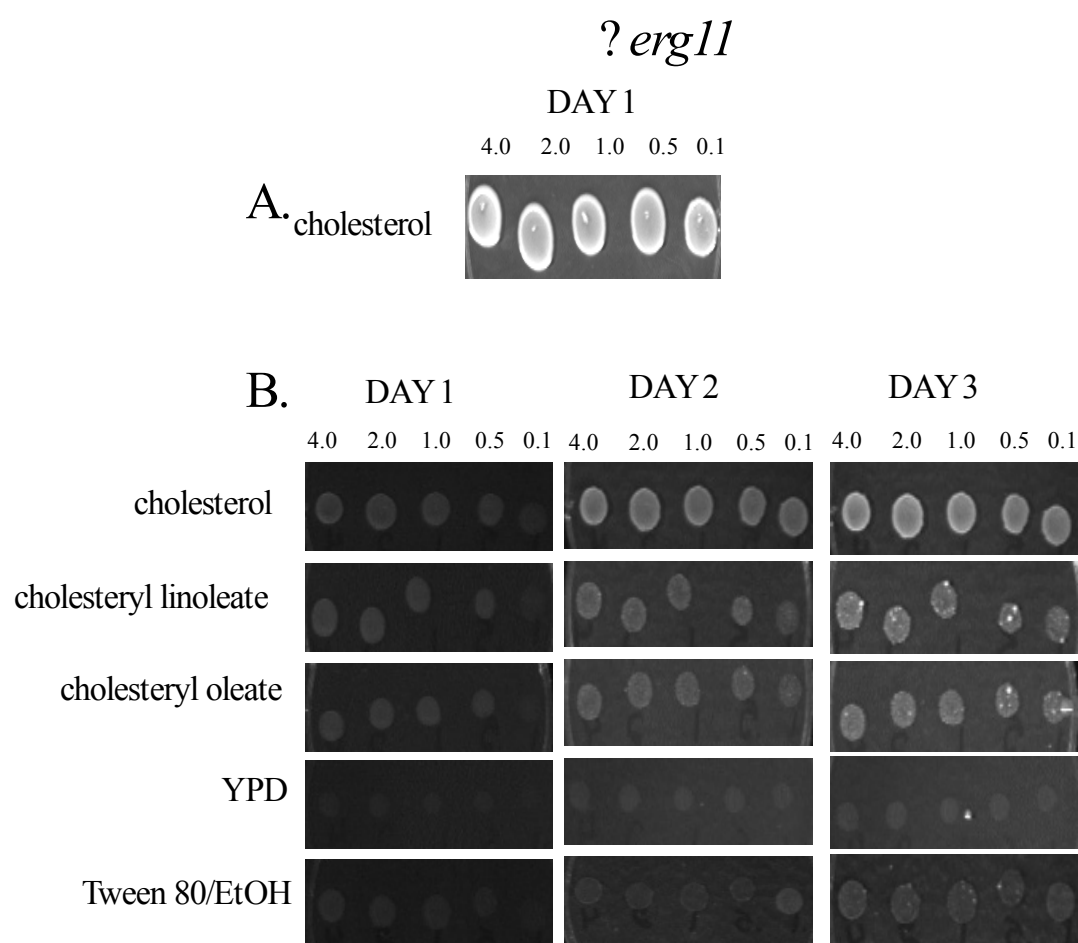 ? erg11
DAY 1
4.0 2.0 1.0 0.5 0.1
A. cholesterol
B. DAY 1 DAY 2 DAY 3
4.0 2.0 1.0 0.5 0.1 4.0 2.0 1.0 0.5 0.1 4.0 2.0 1.0 0.5 0.1
cholesterol
cholesteryl linoleate
cholesteryl oleate
YPD
Tween 80/EtOH